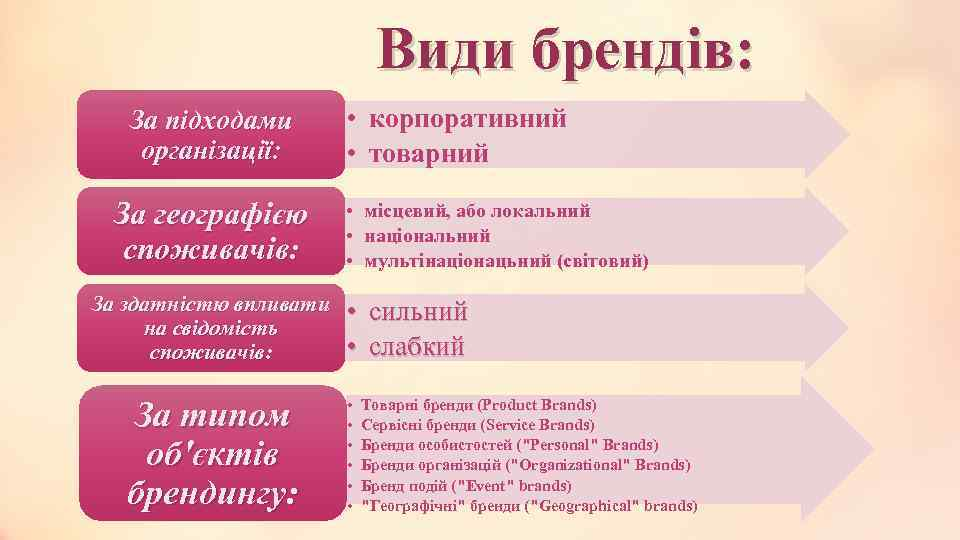 Види брендів:
За підходами
організації:
• корпоративний
• товарний
За географією
споживачів:
• місцевий, або локальний
• національний
• мультінаціонацьний (світовий)
За здатністю впливати
на свідомість
споживачів:
• сильний
• слабкий
За типом
об'єктів
брендингу:
• Товарні бренди (Product Brands)
• Сервісні бренди (Service Brands)
• Бренди особистостей ("Personal" Brands)
• Бренди організацій ("Organizational" Brands)
• Бренд подій ("Event" brands)
• "Географічні" бренди ("Geographical" brands)